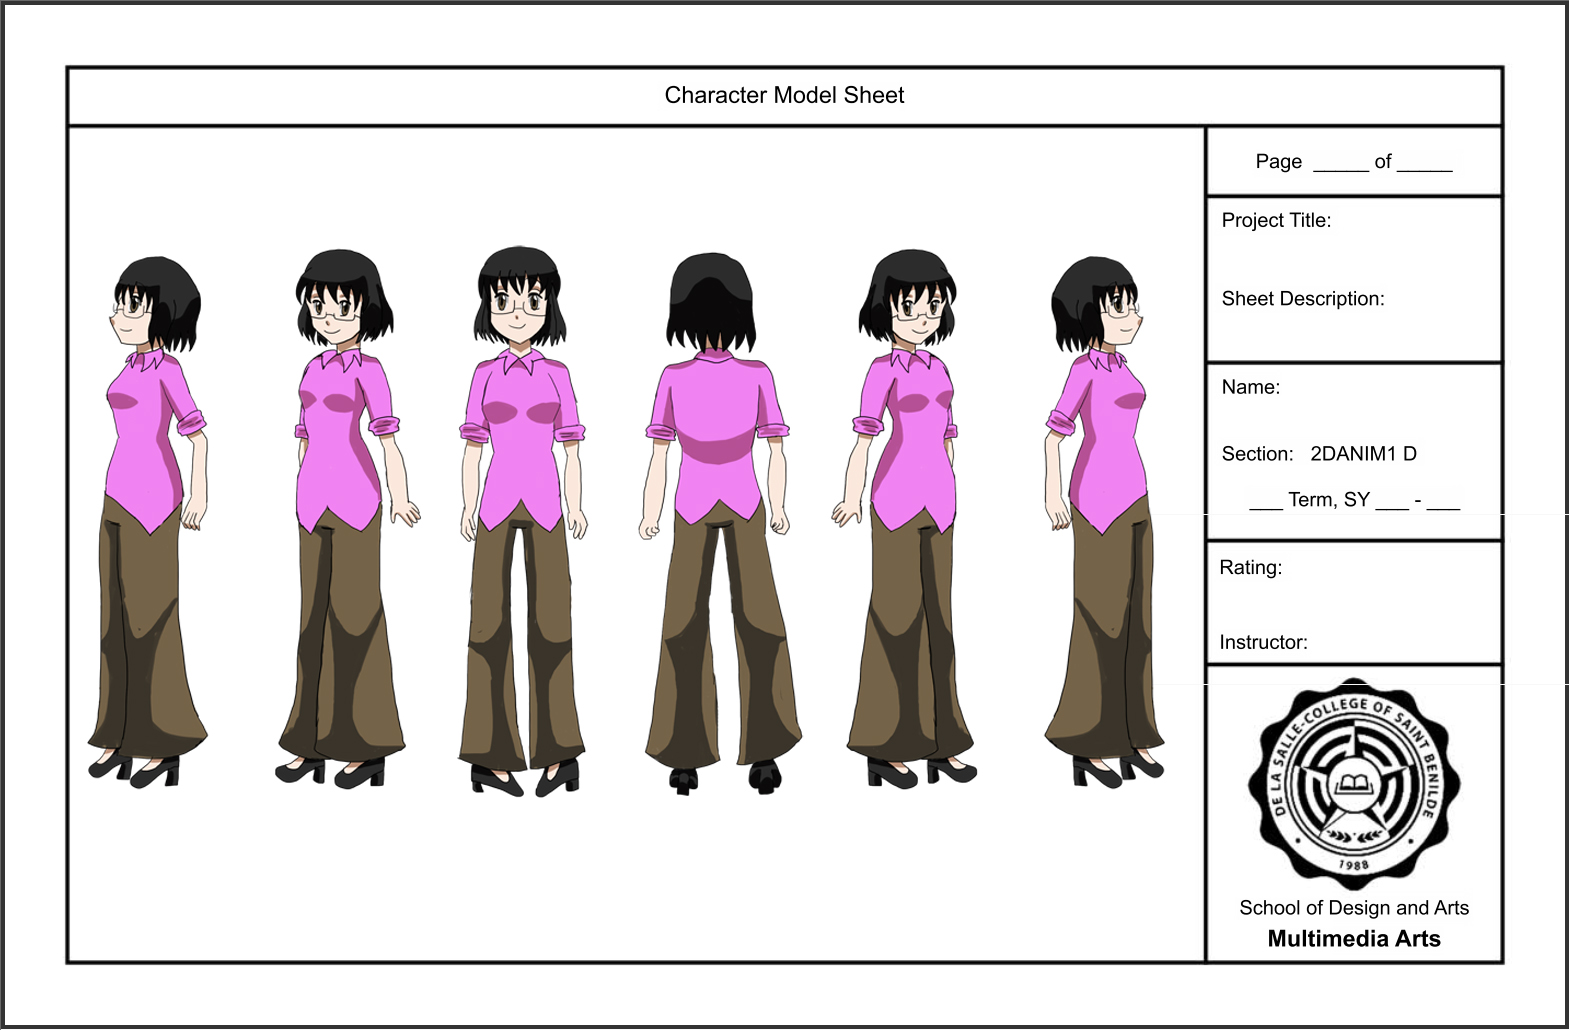 Character Model Sheet
Page _____ of _____
Project Title:
Sheet Description:
Name:
Section: 2DANIM1 D
___ Term, SY ___ - ___
Rating:
Instructor:
DE LA SALLE-COLLEGE OF SAINT BENILDE
1988
School of Design and Arts
Multimedia Arts